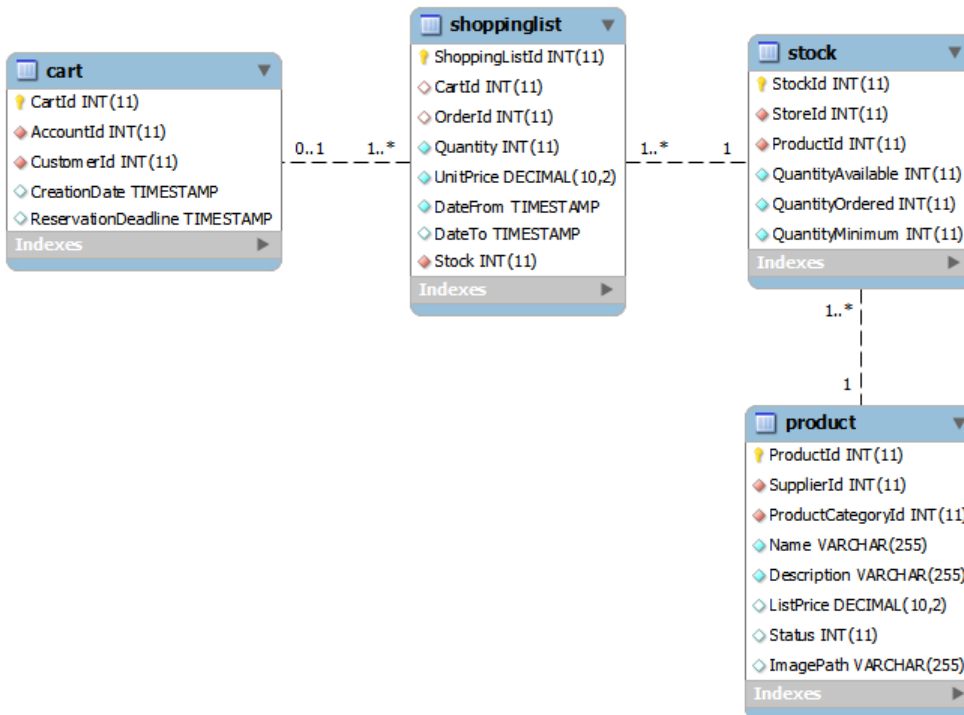 cart
CartId INT(11)
AccountId INT(11)
CustomerId INT(11)
CreationDate TIMESTAMP
ReservationDeadline TIMESTAMP
Indexes
0..1
1..*
shoppinglist
ShoppingListId INT(11)
CartId INT(11)
OrderId INT(11)
Quantity INT(11)
UnitPrice DECIMAL(10,2)
DateFrom TIMESTAMP
DateTo TIMESTAMP
Stock INT(11)
Indexes
1..*
1
stock
StockId INT(11)
StoreId INT(11)
ProductId INT(11)
QuantityAvailable INT(11)
QuantityOrdered INT(11)
QuantityMinimum INT(11)
Indexes
1..*
1
product
ProductId INT(11)
SupplierId INT(11)
ProductCategoryId INT(11)
Name VARCHAR(255)
Description VARCHAR(255)
ListPrice DECIMAL(10,2)
Status INT(11)
ImagePath VARCHAR(255)
Indexes